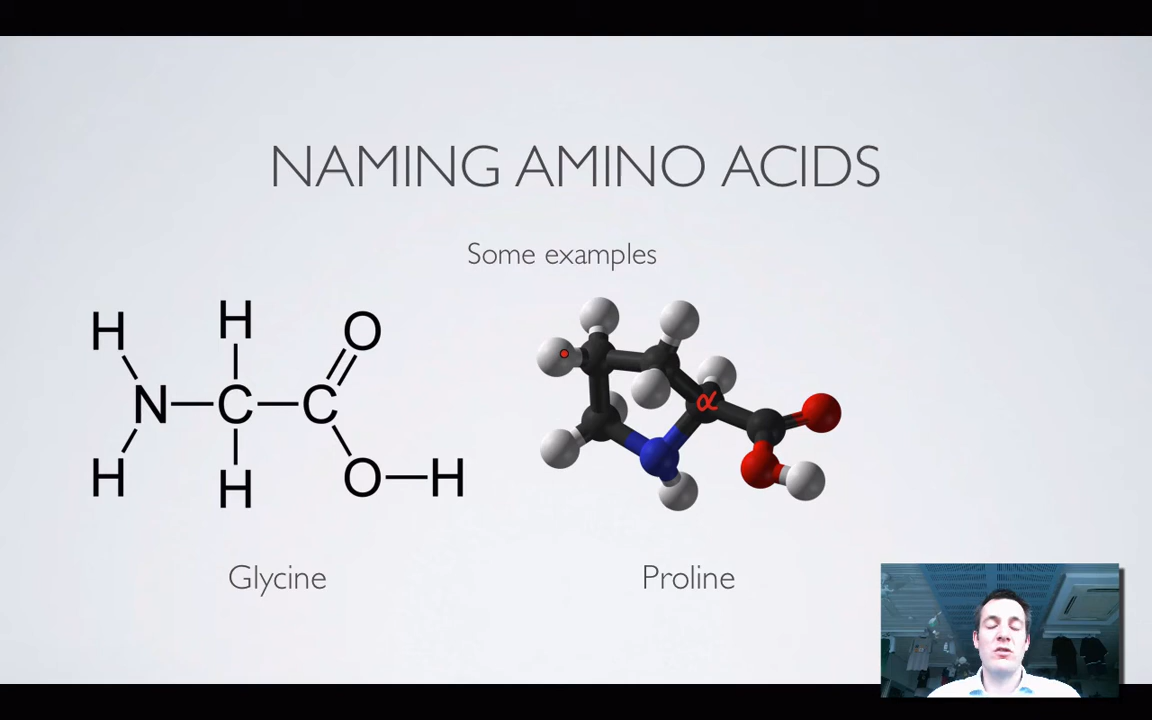 NAMING AMINO ACIDS
Some examples
H H O
N C C
H H O H
α
Glycine
Proline